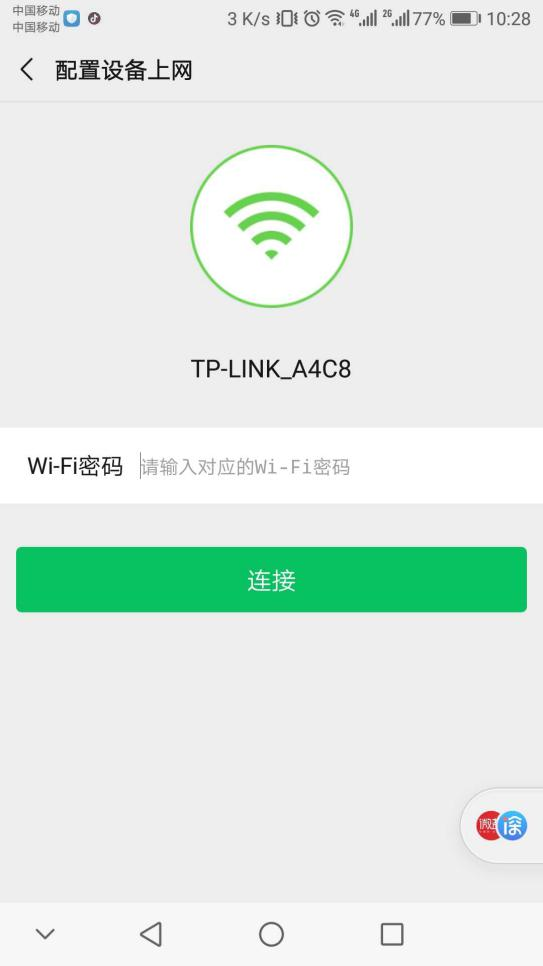 中国移动
中国移动
3 K/s 4G 2G 77% 10:28
配置设备上网
TP-LINK_A4C8
Wi-Fi密码 请输入对应的Wi-Fi密码
连接
深